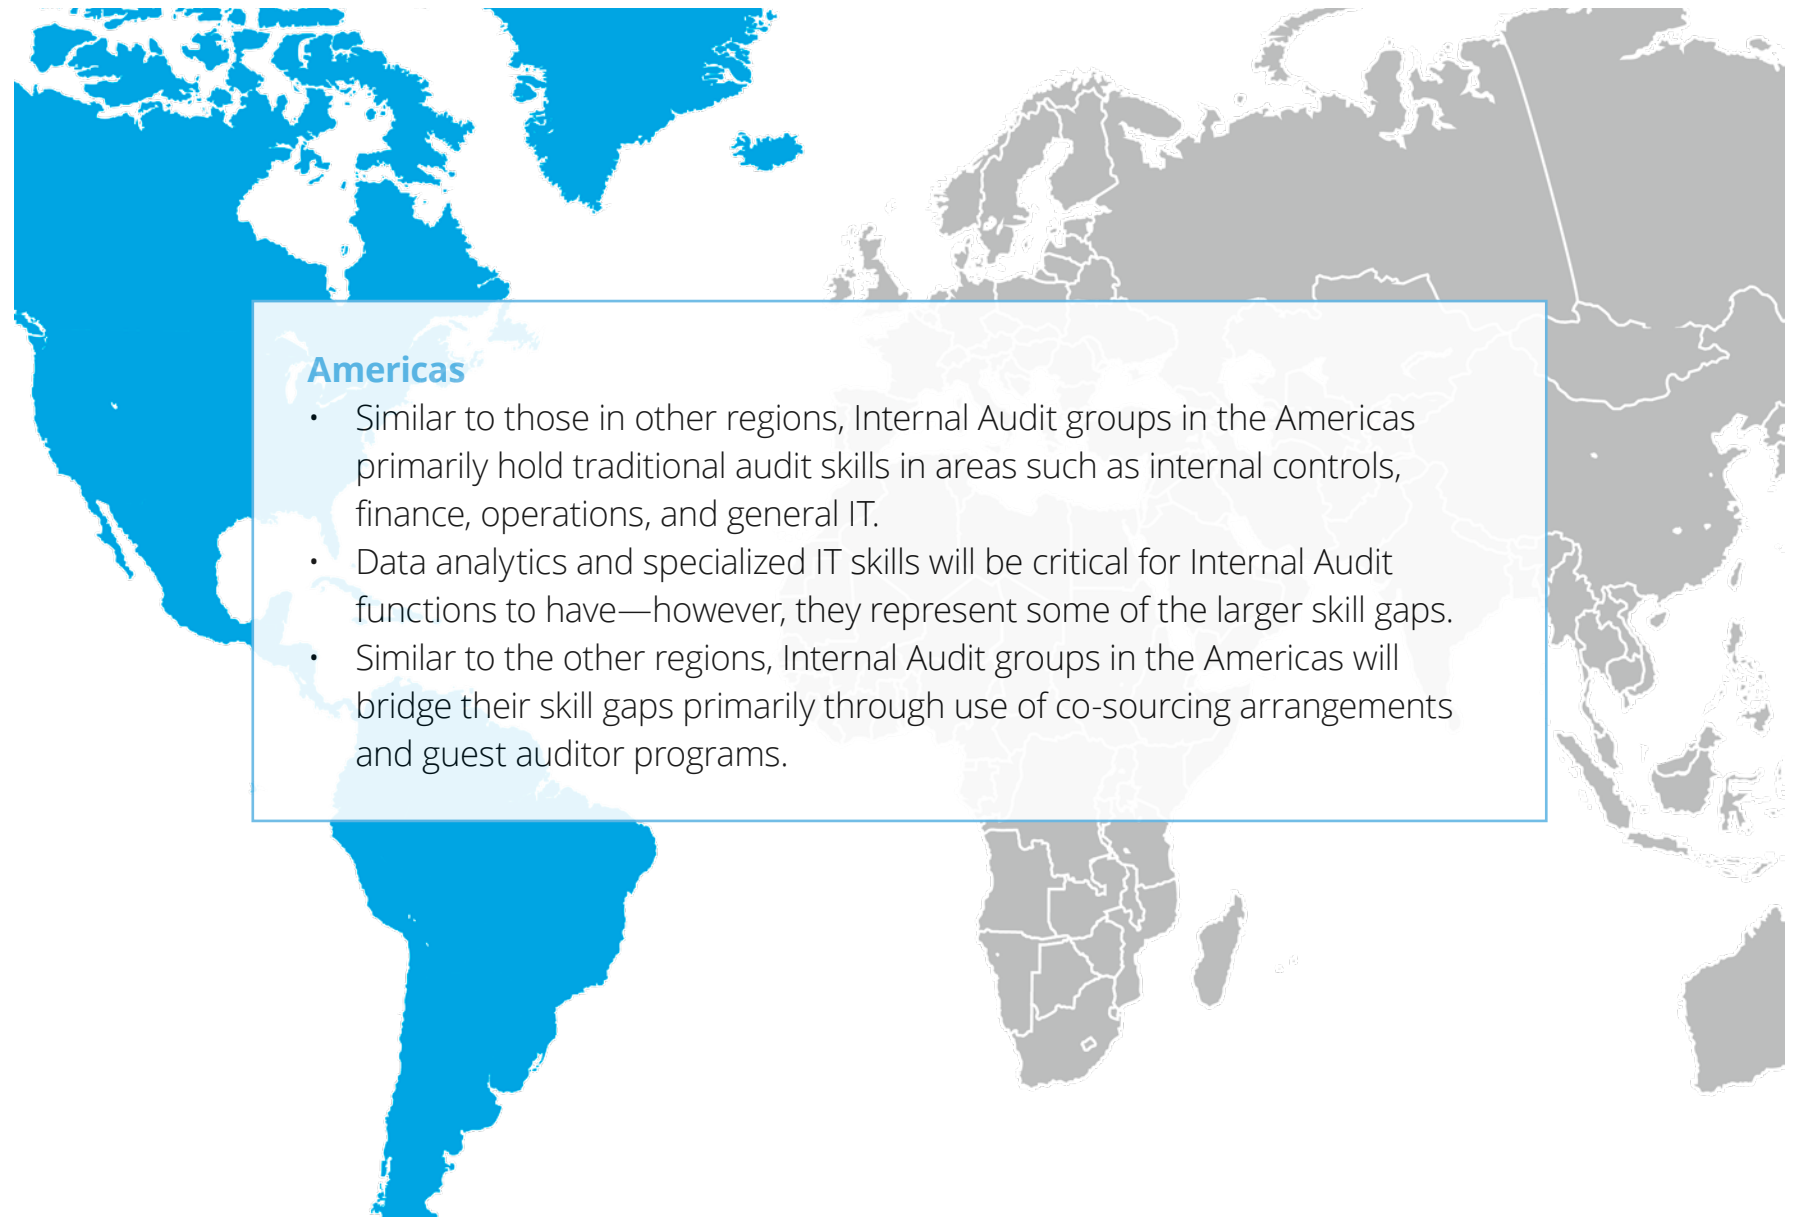 Americas
• Similar to those in other regions, Internal Audit groups in the Americas
primarily hold traditional audit skills in areas such as internal controls,
finance, operations, and general IT.
• Data analytics and specialized IT skills will be critical for Internal Audit
functions to have—however, they represent some of the larger skill gaps.
• Similar to the other regions, Internal Audit groups in the Americas will
bridge their skill gaps primarily through use of co-sourcing arrangements
and guest auditor programs.